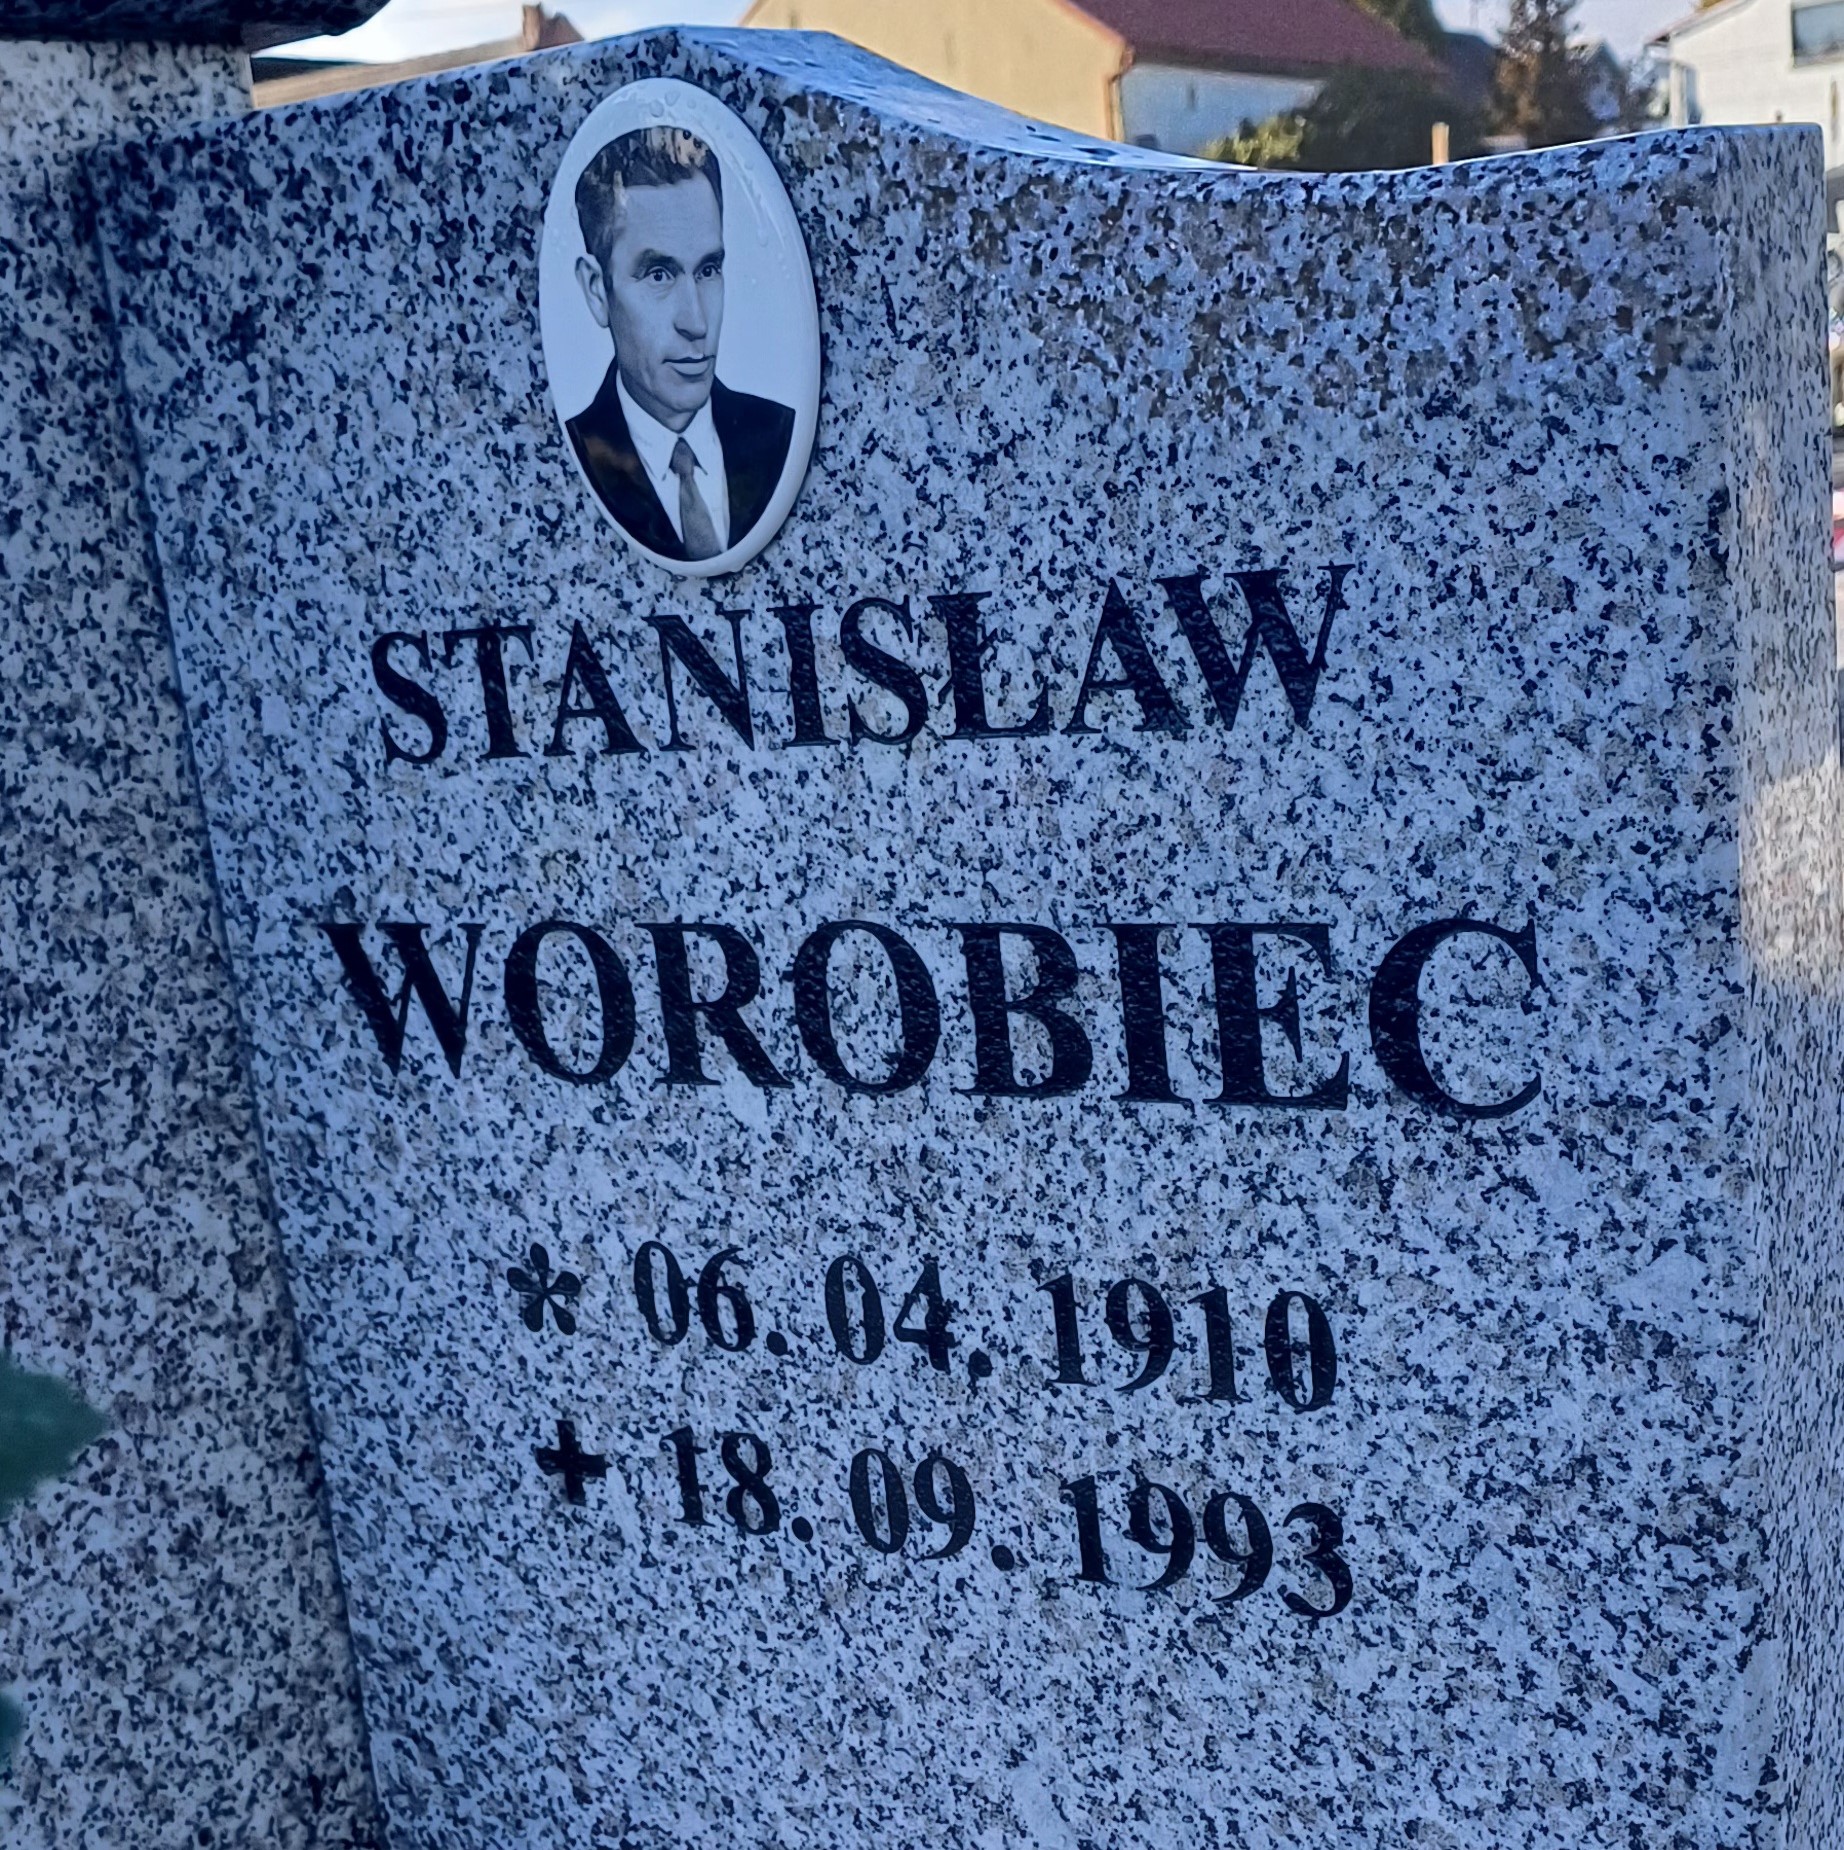 STANISŁAW
WOROBIEC
* 06. 04. 1910
+ 18. 09. 1993